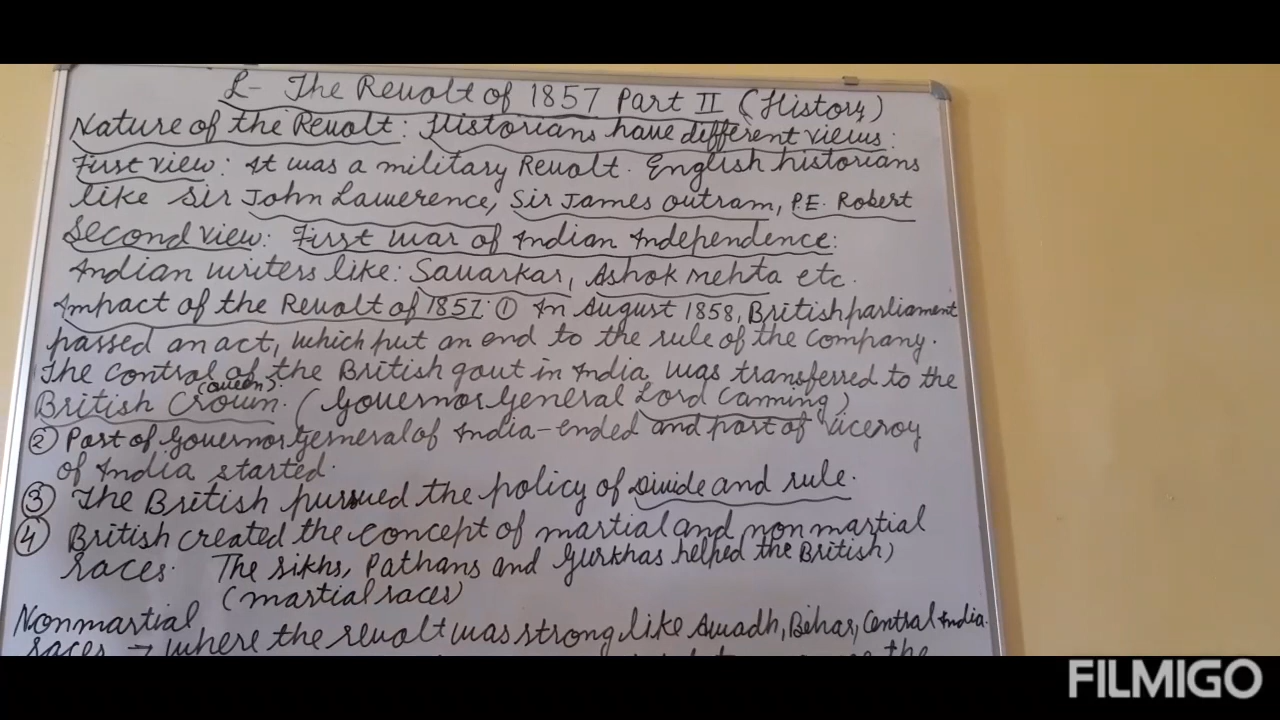 L- The Revolt of 1857 Part II (History)
Nature of the Revolt: Historians have different views:
First view: It was a military Revolt. English historians
like Sir John Lawerence, Sir James outram, P.E. Robert
Second view: First war of Indian Independence:
Indian writers like: Savarkar, Ashok mehta etc.
Impact of the Revolt of 1857: ① In August 1858, British parliament
passed an act, which put an end to the rule of the Company.
The control of the British govt in India was transferred to the
(Queen)
British Crown. (Governor General Lord Canning)
② Post of Governor General of India-ended and post of Viceroy
of India started.
③ The British pursued the policy of Divide and rule.
④ British created the concept of martial and non martial
races. The sikhs, Pathans and Gurkhas helped the British)
(martial races)
Nonmartial
races → where the revolt was strong like Awadh, Bihar, Central India.
the
FILMIGO